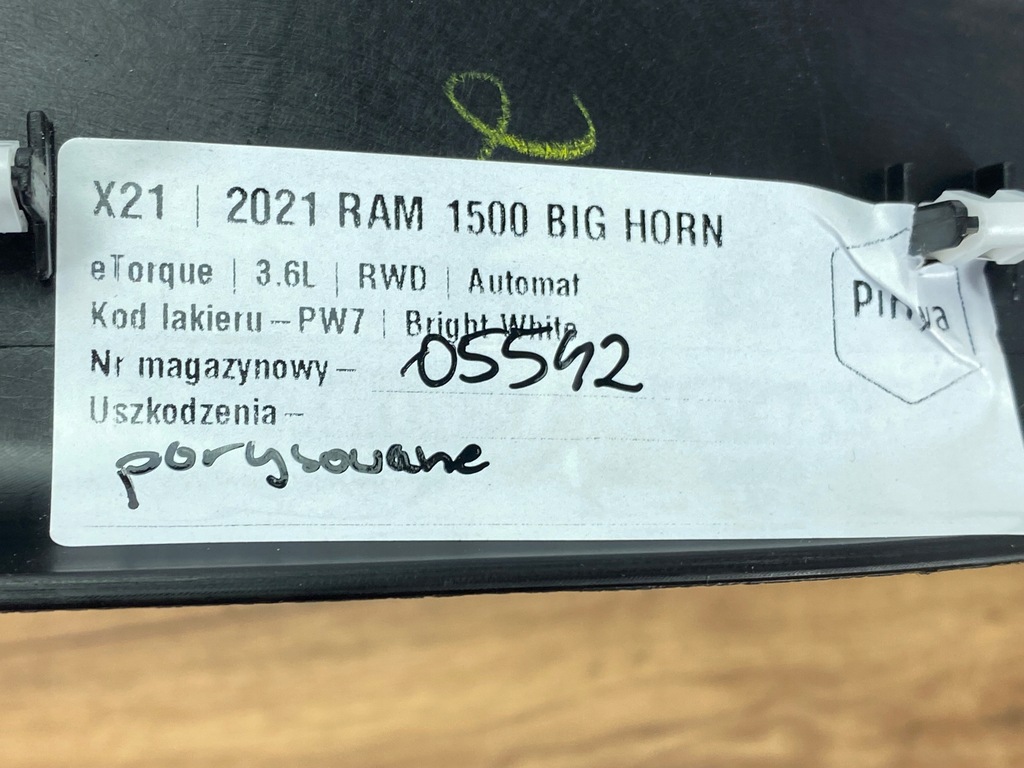 X21 | 2021 RAM 1500 BIG HORN
eTorque | 3.6L | RWD | Automat
Kod lakieru – PW7 | Bright White
Nr magazynowy – 05542
Uszkodzenia –
porysowane